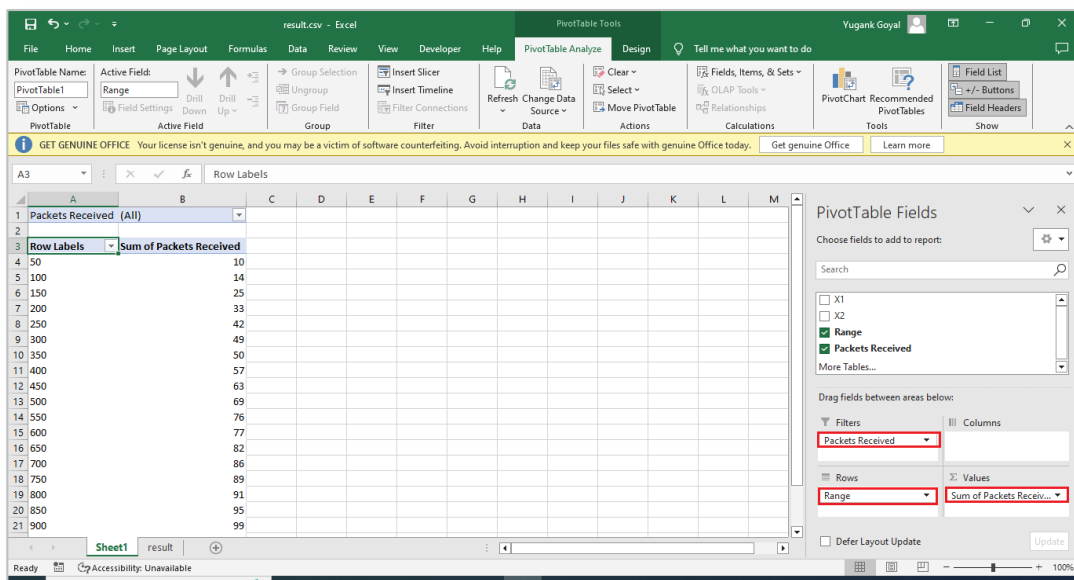 result.csv - Excel
PivotTable Tools
Yugank Goyal
File Home Insert Page Layout Formulas Data Review View Developer Help PivotTable Analyze Design Tell me what you want to do
PivotTable Name:
PivotTable1
Options
PivotTable
Active Field:
Range
Field Settings
Drill Down
Drill Up
Active Field
Group Selection
Ungroup
Group Field
Group
Insert Slicer
Insert Timeline
Filter Connections
Filter
Refresh
Change Data Source
Data
Clear
Select
Move PivotTable
Actions
Fields, Items, & Sets
OLAP Tools
Relationships
Calculations
PivotChart
Recommended PivotTables
Tools
Field List
+/- Buttons
Field Headers
Show
GET GENUINE OFFICE Your license isn't genuine, and you may be a victim of software counterfeiting. Avoid interruption and keep your files safe with genuine Office today. Get genuine Office Learn more
A3 fx Row Labels
A B C D E F G H I J K L M
1 Packets Received (All)
2
3 Row Labels Sum of Packets Received
4 50 10
5 100 14
6 150 25
7 200 33
8 250 42
9 300 49
10 350 50
11 400 57
12 450 63
13 500 69
14 550 76
15 600 77
16 650 82
17 700 86
18 750 89
19 800 91
20 850 95
21 900 99
PivotTable Fields
Choose fields to add to report:
Search
X1
X2
Range
Packets Received
More Tables...
Drag fields between areas below:
Filters
Packets Received
Columns
Rows
Range
Σ Values
Sum of Packets Receiv...
Defer Layout Update Update
Sheet1 result
Ready Accessibility: Unavailable 100%